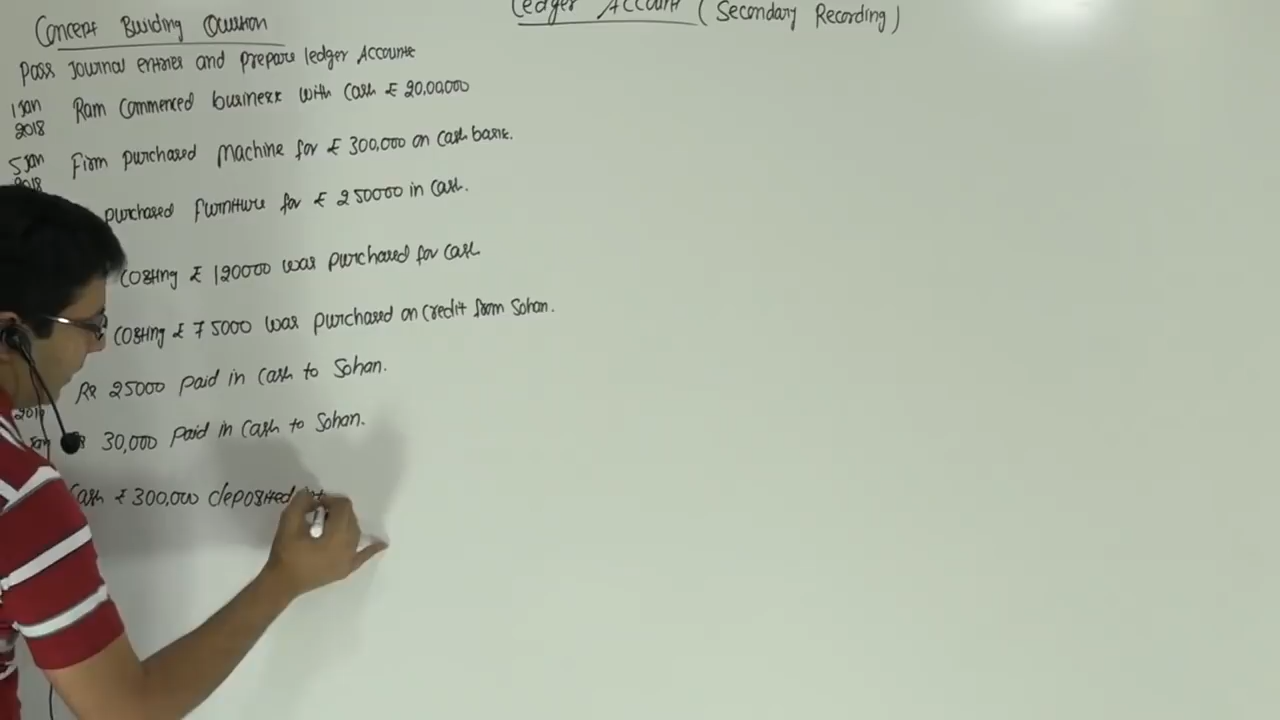 Concept Building Question
Ledger Account (Secondary Recording)
Pass Journal entries and prepare ledger Accounts
1 Jan 2018 Ram Commenced business with Cash ₹ 20,00,000
5 Jan 2018 Firm purchased Machine for ₹ 300,000 on cash basis.
purchased furniture for ₹ 250000 in Cash.
Costing ₹ 120000 was purchased for Cash
Costing ₹ 75000 was purchased on Credit from Sohan.
Rs 25000 paid in Cash to Sohan.
30,000 paid in Cash to Sohan.
Cash ₹ 300,000 deposited